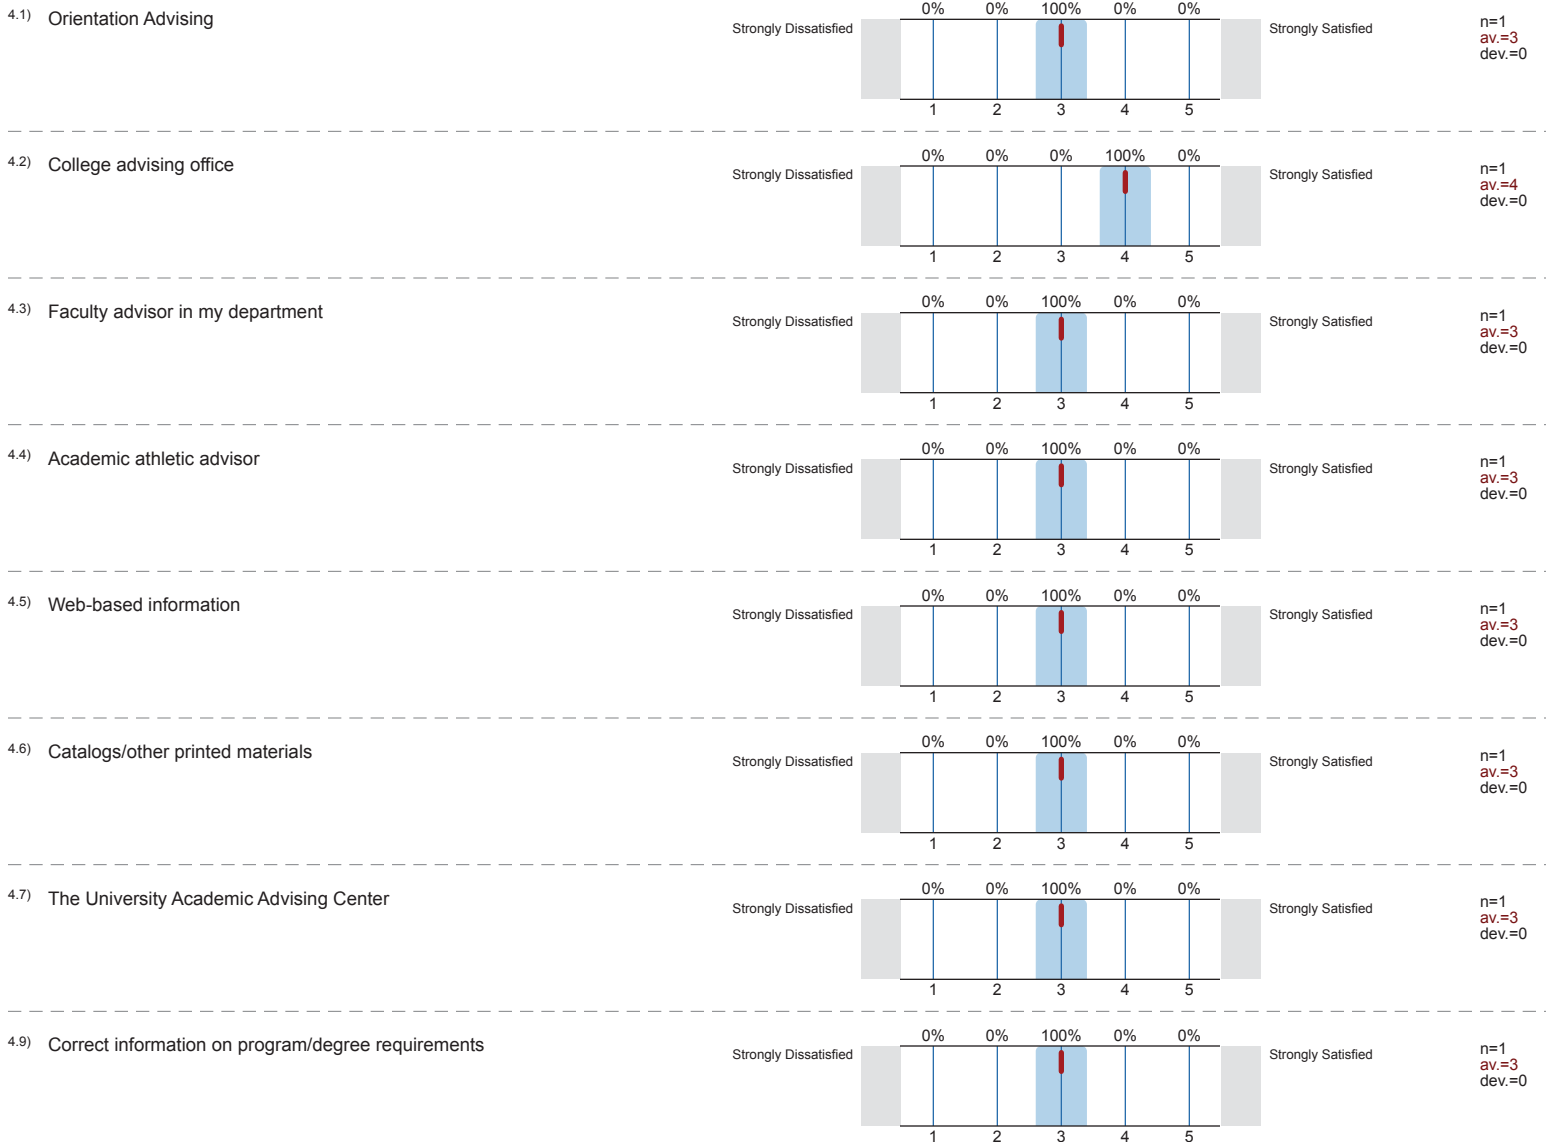 0% 0% 100% 0% 0%
4.1) Orientation Advising
Strongly Dissatisfied Strongly Satisfied
n=1
av.=3
dev.=0
1 2 3 4 5
0% 0% 0% 100% 0%
4.2) College advising office
Strongly Dissatisfied Strongly Satisfied
n=1
av.=4
dev.=0
1 2 3 4 5
0% 0% 100% 0% 0%
4.3) Faculty advisor in my department
Strongly Dissatisfied Strongly Satisfied
n=1
av.=3
dev.=0
1 2 3 4 5
0% 0% 100% 0% 0%
4.4) Academic athletic advisor
Strongly Dissatisfied Strongly Satisfied
n=1
av.=3
dev.=0
1 2 3 4 5
0% 0% 100% 0% 0%
4.5) Web-based information
Strongly Dissatisfied Strongly Satisfied
n=1
av.=3
dev.=0
1 2 3 4 5
0% 0% 100% 0% 0%
4.6) Catalogs/other printed materials
Strongly Dissatisfied Strongly Satisfied
n=1
av.=3
dev.=0
1 2 3 4 5
0% 0% 100% 0% 0%
4.7) The University Academic Advising Center
Strongly Dissatisfied Strongly Satisfied
n=1
av.=3
dev.=0
1 2 3 4 5
0% 0% 100% 0% 0%
4.9) Correct information on program/degree requirements
Strongly Dissatisfied Strongly Satisfied
n=1
av.=3
dev.=0
1 2 3 4 5